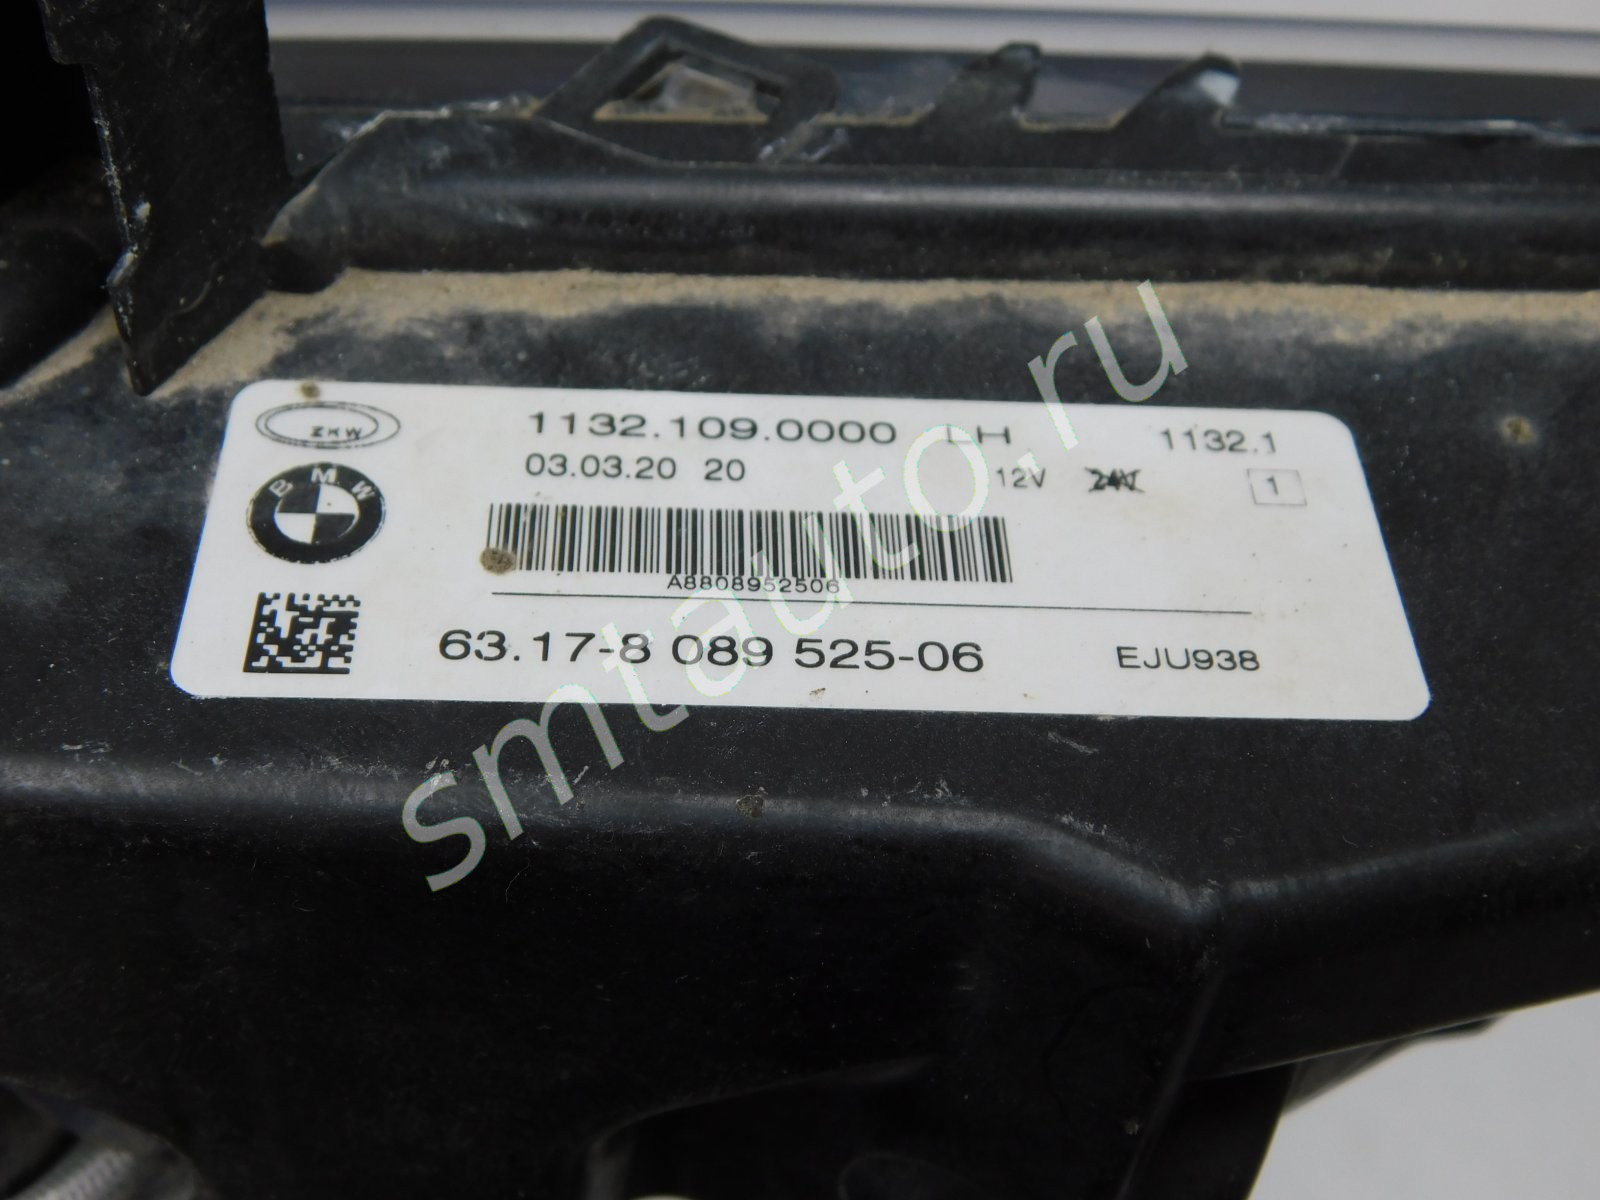 ZKW
1132.109.0000 LH 1132.1
03.03.20 20 12V 24V 1
BMW
A8808952506
63.17-8 089 525-06 EJU938
smtauto.ru